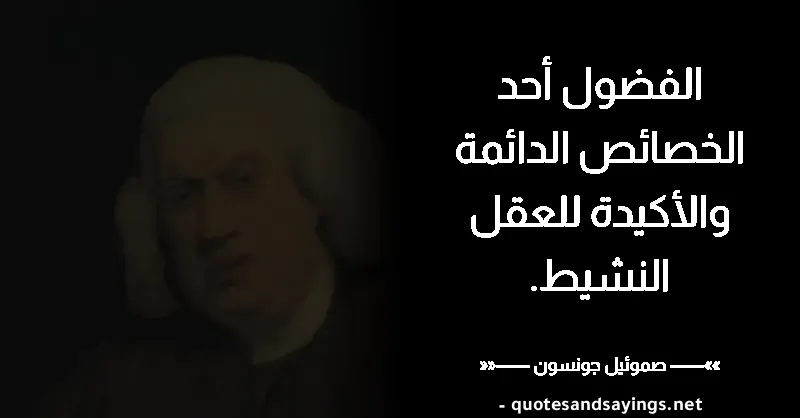 الفضول أحد
الخصائص الدائمة
والأكيدة للعقل
النشيط.
»»—— صموئيل جونسون ——««
- quotesandsayings.net